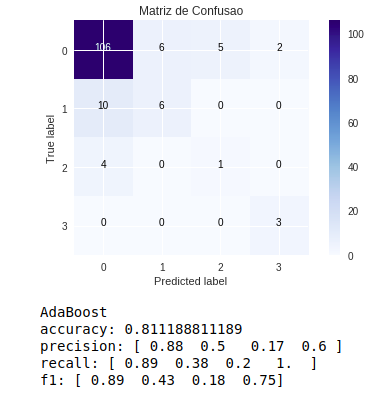 Matriz de Confusao
0 106 6 5 2
1 10 6 0 0
2 4 0 1 0
3 0 0 0 3
0 1 2 3
True label
Predicted label
100
80
60
40
20
0
AdaBoost
accuracy: 0.811188811189
precision: [ 0.88  0.5   0.17  0.6 ]
recall: [ 0.89  0.38  0.2   1.  ]
f1: [ 0.89  0.43  0.18  0.75]